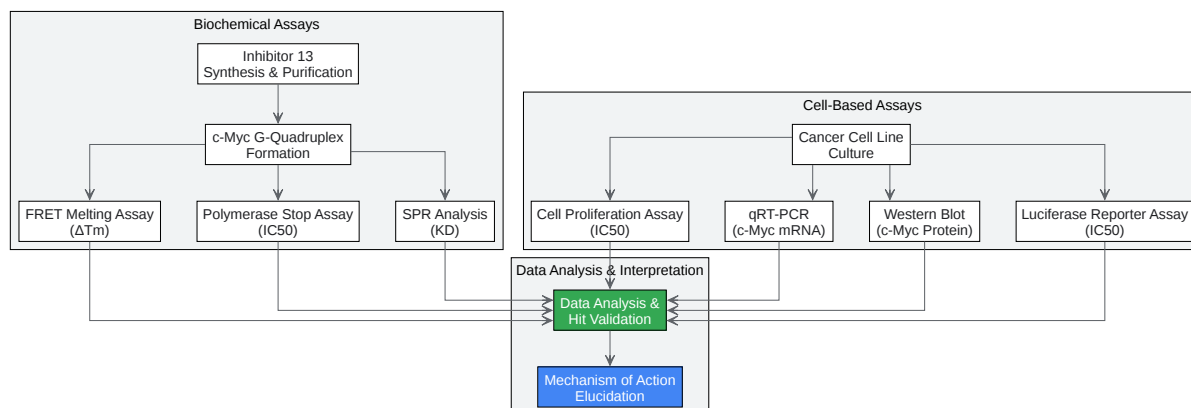 Biochemical Assays
Inhibitor 13
Synthesis & Purification
c-Myc G-Quadruplex
Formation
FRET Melting Assay
(ΔTm)
Polymerase Stop Assay
(IC50)
SPR Analysis
(KD)
Cell-Based Assays
Cancer Cell Line
Culture
Cell Proliferation Assay
(IC50)
qRT-PCR
(c-Myc mRNA)
Western Blot
(c-Myc Protein)
Luciferase Reporter Assay
(IC50)
Data Analysis & Interpretation
Data Analysis &
Hit Validation
Mechanism of Action
Elucidation